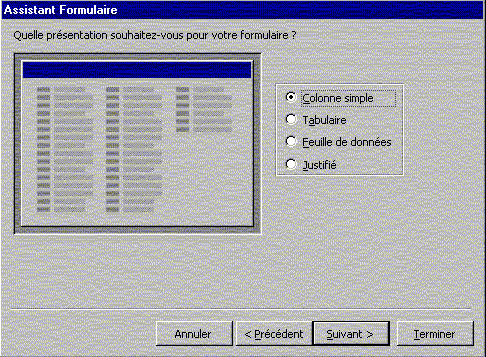 Assistant Formulaire
Quelle présentation souhaitez-vous pour votre formulaire ?
Colonne simple
Tabulaire
Feuille de données
Justifié
Annuler
< Précédent
Suivant >
Terminer